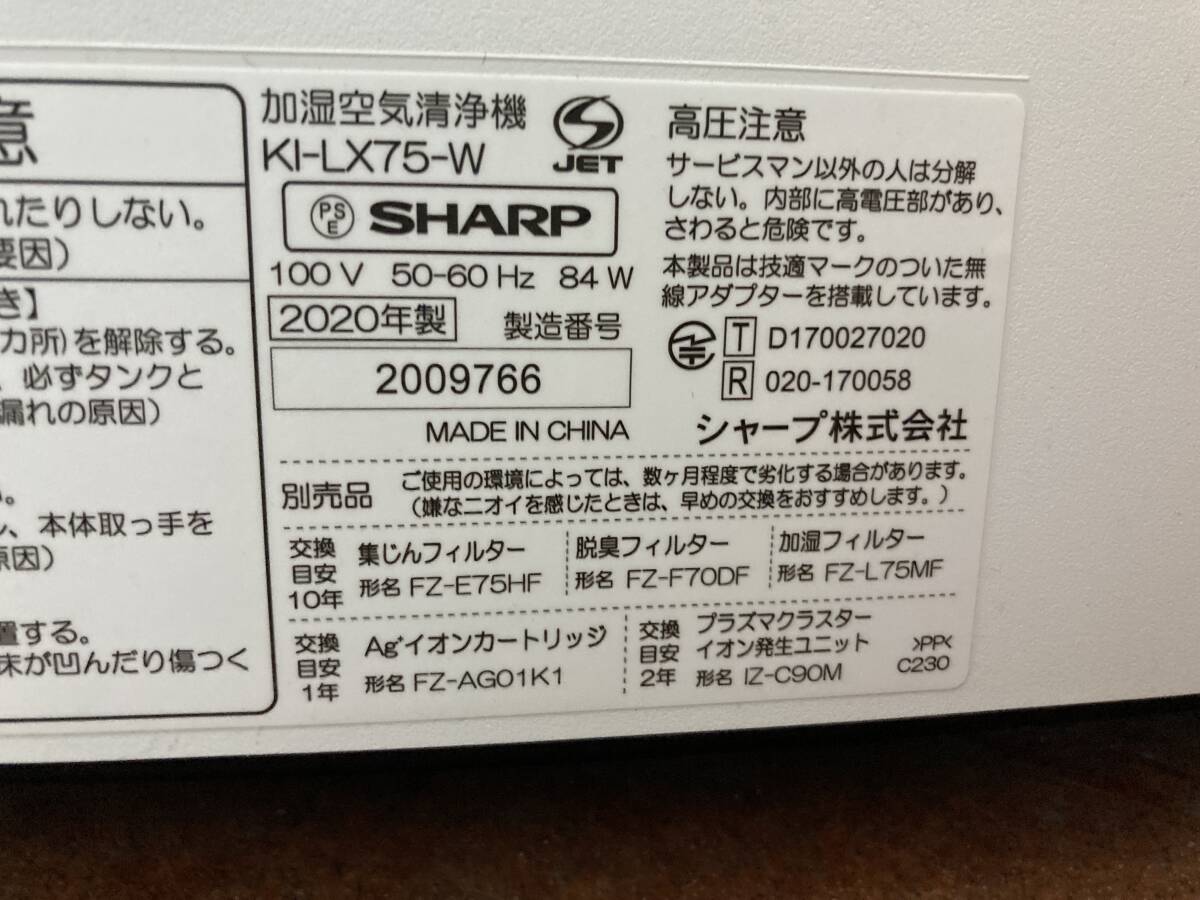 意
れたりしない。
要因)
き】
カ所)を解除する。
、必ずタンクと
漏れの原因)
い。
し、本体取っ手を
原因)
置する。
床が凹んだり傷つく
加湿空気清浄機
KI-LX75-W
JET
PSE SHARP
100 V 50-60 Hz 84 W
2020年製 製造番号
2009766
MADE IN CHINA
高圧注意
サービスマン以外の人は分解
しない。内部に高電圧部があり、
さわると危険です。
本製品は技適マークのついた無
線アダプターを搭載しています。
T D170027020
R 020-170058
シャープ株式会社
別売品
ご使用の環境によっては、数ヶ月程度で劣化する場合があります。
(嫌なニオイを感じたときは、早めの交換をおすすめします。)
交換
目安
10年
集じんフィルター
形名 FZ-E75HF
脱臭フィルター
形名 FZ-F70DF
加湿フィルター
形名 FZ-L75MF
交換
目安
1年
Ag⁺イオンカートリッジ
形名 FZ-AG01K1
交換
目安
2年
プラズマクラスター
イオン発生ユニット
形名 IZ-C90M
>PP<
C230